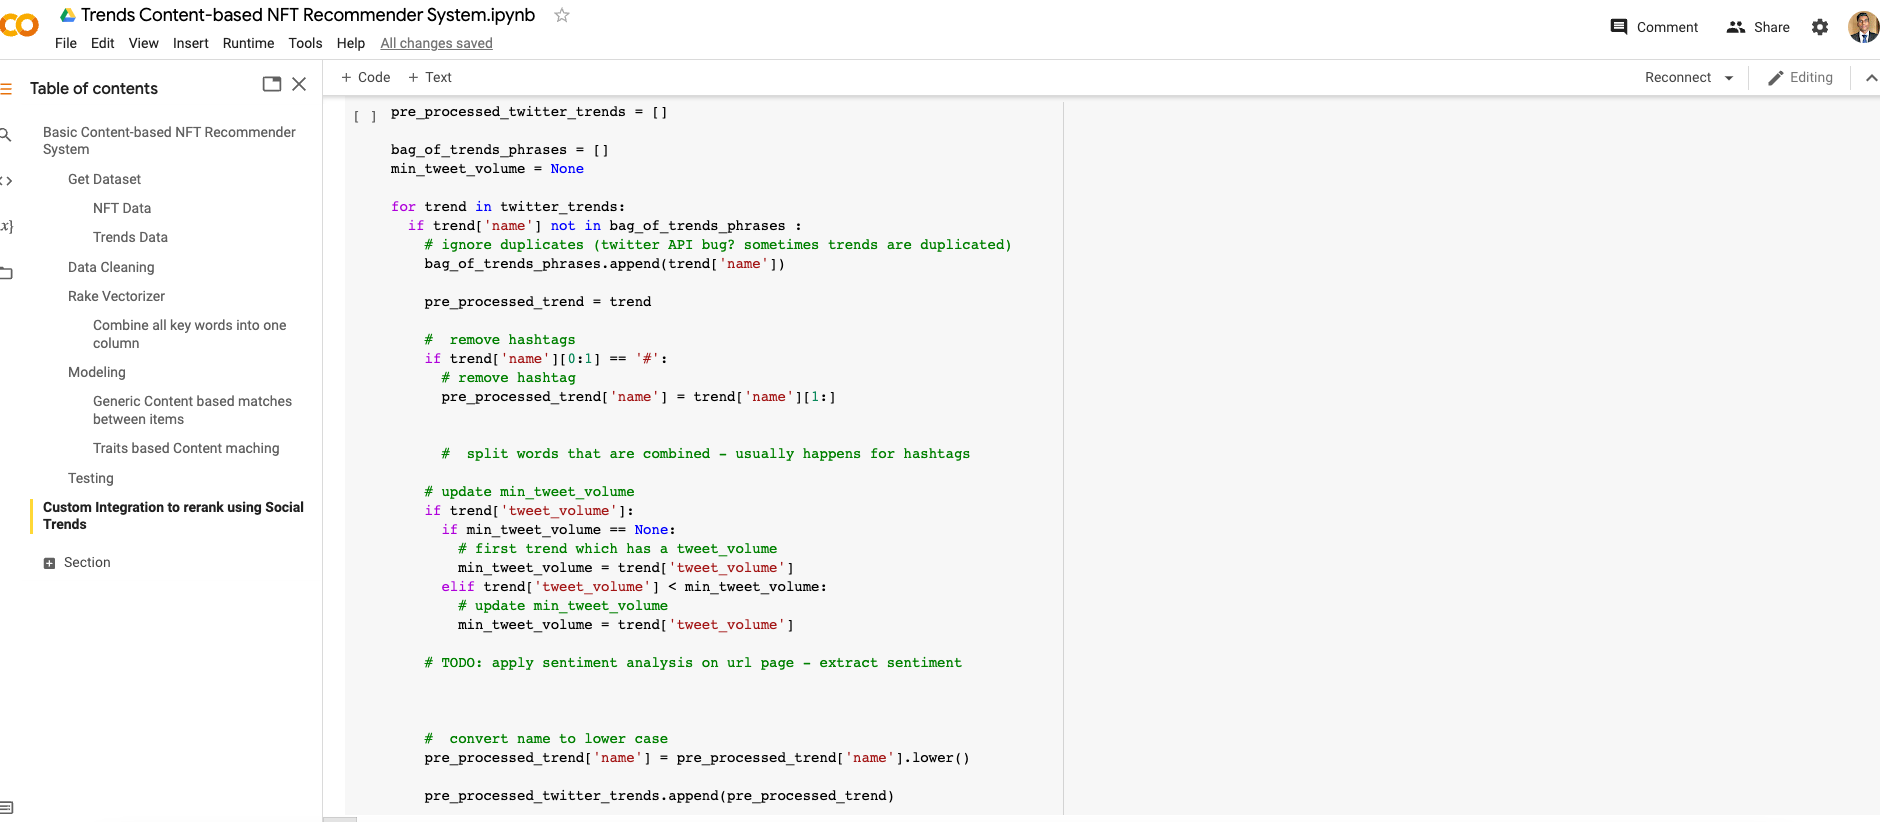 Trends Content-based NFT Recommender System.ipynb
File Edit View Insert Runtime Tools Help All changes saved
Comment Share
Table of contents
Basic Content-based NFT Recommender
System
Get Dataset
NFT Data
Trends Data
Data Cleaning
Rake Vectorizer
Combine all key words into one
column
Modeling
Generic Content based matches
between items
Traits based Content maching
Testing
Custom Integration to rerank using Social
Trends
Section
+ Code + Text
Reconnect Editing
[ ] pre_processed_twitter_trends = []
bag_of_trends_phrases = []
min_tweet_volume = None
for trend in twitter_trends:
if trend['name'] not in bag_of_trends_phrases :
# ignore duplicates (twitter API bug? sometimes trends are duplicated)
bag_of_trends_phrases.append(trend['name'])
pre_processed_trend = trend
#  remove hashtags
if trend['name'][0:1] == '#':
# remove hashtag
pre_processed_trend['name'] = trend['name'][1:]
#  split words that are combined - usually happens for hashtags
# update min_tweet_volume
if trend['tweet_volume']:
if min_tweet_volume == None:
# first trend which has a tweet_volume
min_tweet_volume = trend['tweet_volume']
elif trend['tweet_volume'] < min_tweet_volume:
# update min_tweet_volume
min_tweet_volume = trend['tweet_volume']
# TODO: apply sentiment analysis on url page - extract sentiment
#  convert name to lower case
pre_processed_trend['name'] = pre_processed_trend['name'].lower()
pre_processed_twitter_trends.append(pre_processed_trend)